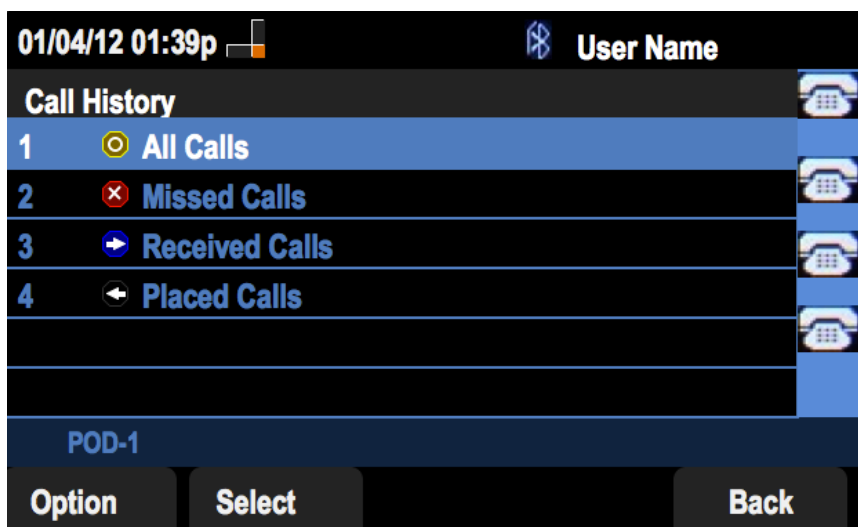 01/04/12 01:39p User Name
Call History
1 All Calls
2 Missed Calls
3 Received Calls
4 Placed Calls
POD-1
Option Select Back